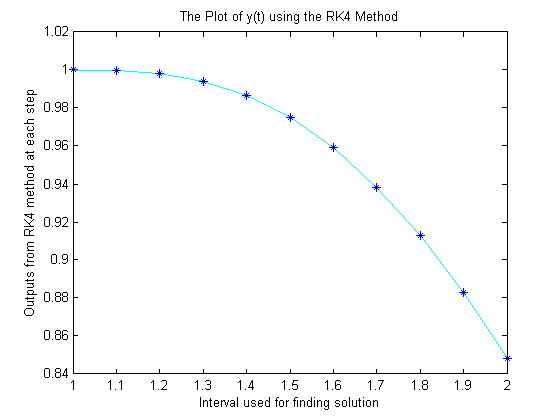 The Plot of y(t) using the RK4 Method
Outputs from RK4 method at each step
1.02
1
0.98
0.96
0.94
0.92
0.9
0.88
0.86
0.84
1 1.1 1.2 1.3 1.4 1.5 1.6 1.7 1.8 1.9 2
Interval used for finding solution